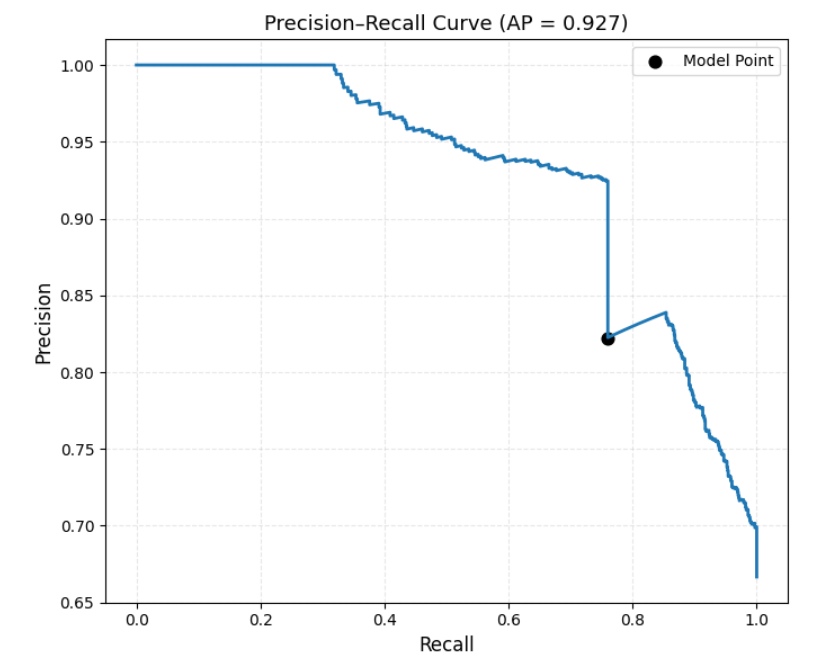 Precision–Recall Curve (AP = 0.927)
Model Point
1.00
0.95
0.90
0.85
0.80
0.75
0.70
0.65
Precision
0.0 0.2 0.4 0.6 0.8 1.0
Recall